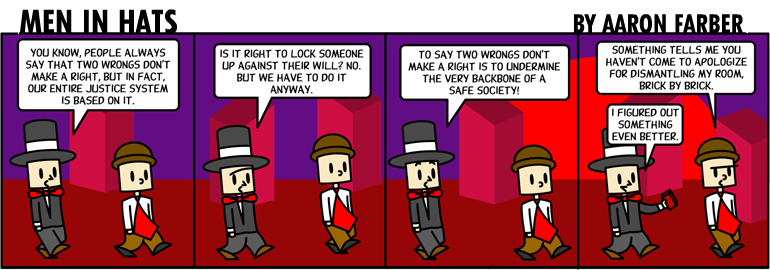 MEN IN HATS
BY AARON FARBER
YOU KNOW, PEOPLE ALWAYS
SAY THAT TWO WRONGS DON'T
MAKE A RIGHT, BUT IN FACT,
OUR ENTIRE JUSTICE SYSTEM
IS BASED ON IT.
IS IT RIGHT TO LOCK SOMEONE
UP AGAINST THEIR WILL? NO.
BUT WE HAVE TO DO IT
ANYWAY.
TO SAY TWO WRONGS DON'T
MAKE A RIGHT IS TO UNDERMINE
THE VERY BACKBONE OF A
SAFE SOCIETY!
SOMETHING TELLS ME YOU
HAVEN'T COME TO APOLOGIZE
FOR DISMANTLING MY ROOM,
BRICK BY BRICK.
I FIGURED OUT
SOMETHING
EVEN BETTER.